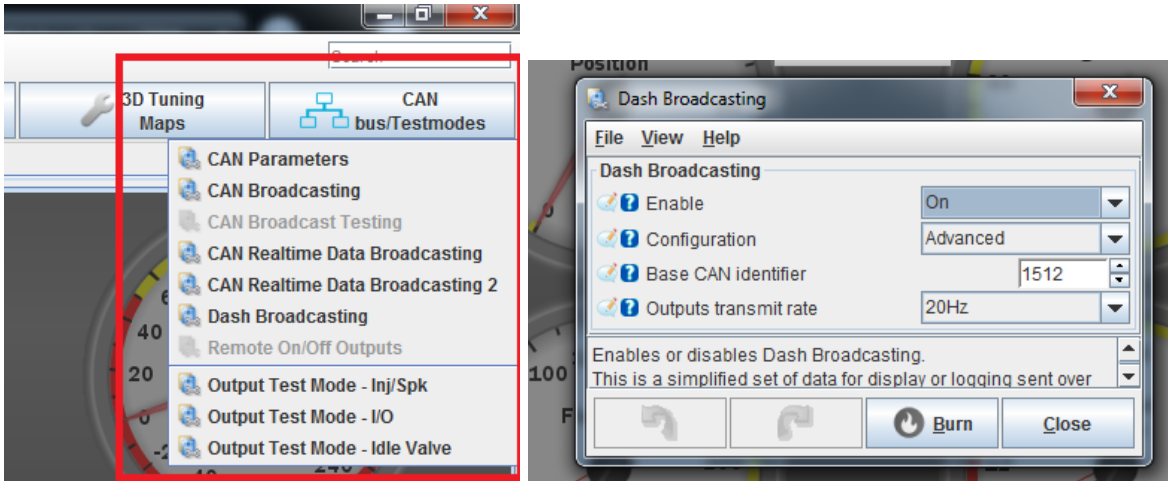 3D Tuning
Maps
CAN
bus/Testmodes
CAN Parameters
CAN Broadcasting
CAN Broadcast Testing
CAN Realtime Data Broadcasting
CAN Realtime Data Broadcasting 2
Dash Broadcasting
Remote On/Off Outputs
Output Test Mode - Inj/Spk
Output Test Mode - I/O
Output Test Mode - Idle Valve
40
20
0
240
Position
Dash Broadcasting
File View Help
Dash Broadcasting
Enable On
Configuration Advanced
Base CAN identifier 1512
Outputs transmit rate 20Hz
Enables or disables Dash Broadcasting.
This is a simplified set of data for display or logging sent over
Burn Close
0
100